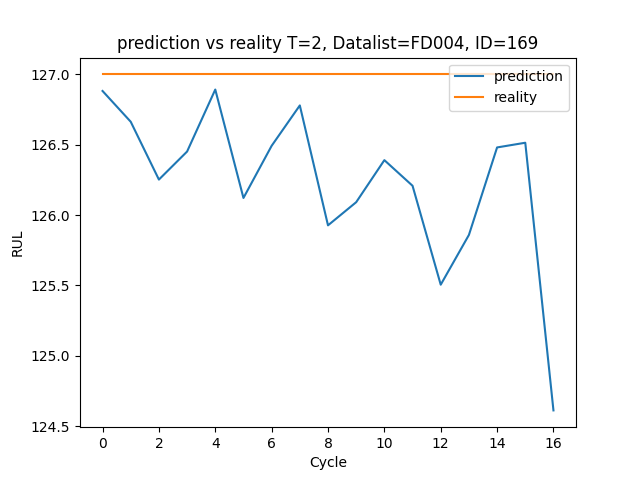 prediction vs reality T=2, Datalist=FD004, ID=169
prediction
reality
RUL
127.0
126.5
126.0
125.5
125.0
124.5
0 2 4 6 8 10 12 14 16
Cycle